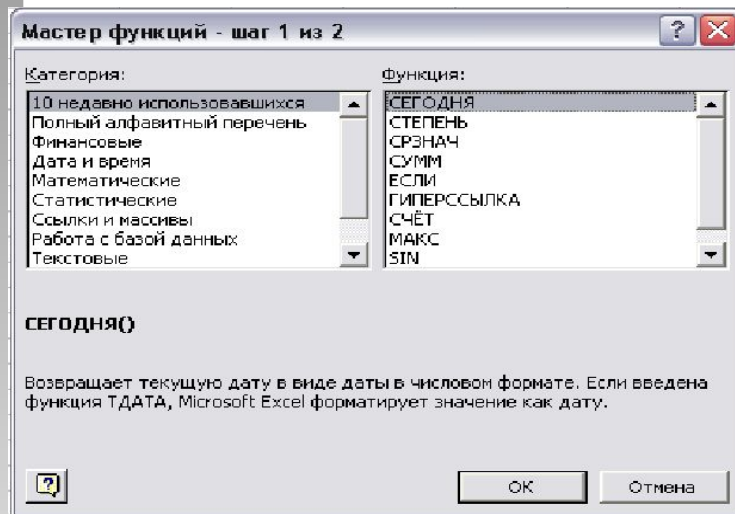 Мастер функций - шаг 1 из 2
Категория:
10 недавно использовавшихся
Полный алфавитный перечень
Финансовые
Дата и время
Математические
Статистические
Ссылки и массивы
Работа с базой данных
Текстовые
Функция:
СЕГОДНЯ
СТЕПЕНЬ
СРЗНАЧ
СУММ
ЕСЛИ
ГИПЕРССЫЛКА
СЧЁТ
МАКС
SIN
СЕГОДНЯ()
Возвращает текущую дату в виде даты в числовом формате. Если введена
функция ТДАТА, Microsoft Excel форматирует значение как дату.
ОК
Отмена